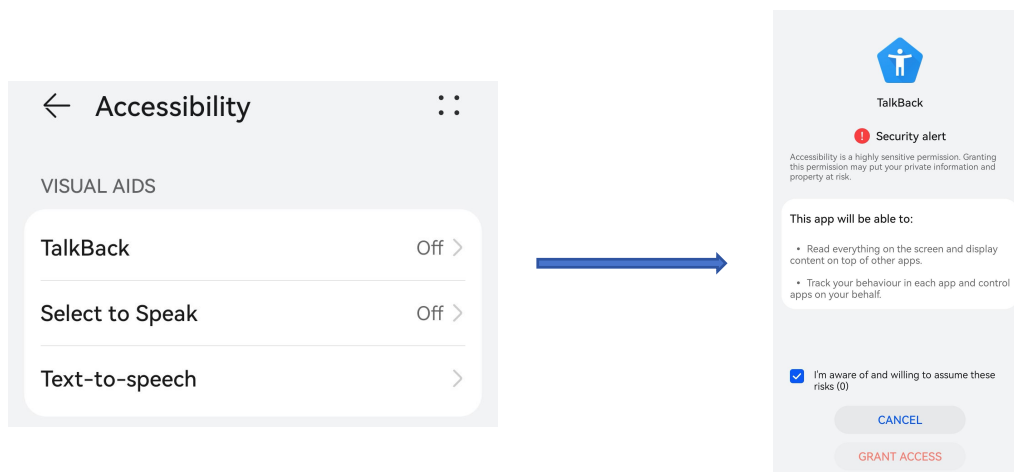 Accessibility
VISUAL AIDS
TalkBack Off
Select to Speak Off
Text-to-speech
TalkBack
Security alert
Accessibility is a highly sensitive permission. Granting
this permission may put your private information and
property at risk.
This app will be able to:
• Read everything on the screen and display
content on top of other apps.
• Track your behaviour in each app and control
apps on your behalf.
I'm aware of and willing to assume these
risks (0)
CANCEL
GRANT ACCESS